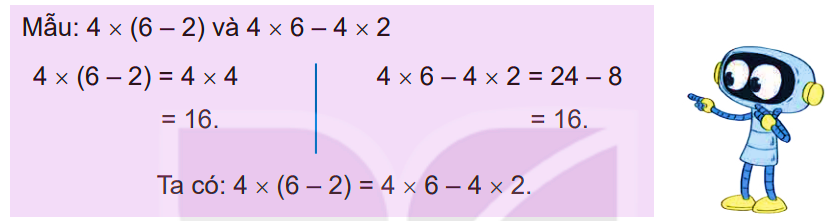 Mẫu: 4 × (6 – 2) và 4 × 6 – 4 × 2
4 × (6 – 2) = 4 × 4
= 16.
4 × 6 – 4 × 2 = 24 – 8
= 16.
Ta có: 4 × (6 – 2) = 4 × 6 – 4 × 2.